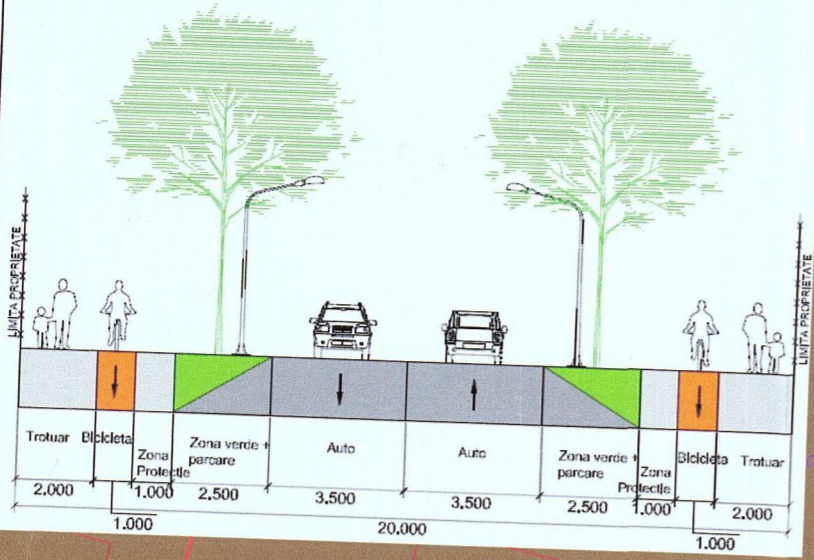 LIMITA PROPRIETATE
LIMITA PROPRIETATE
Trotuar
Bicicleta
Zona
Protectie
Zona verde +
parcare
Auto
Auto
Zona verde +
parcare
Zona
Protectie
Bicicleta
Trotuar
2.000
1.000
1.000
2.500
3.500
3.500
2.500
1.000
1.000
2.000
20.000